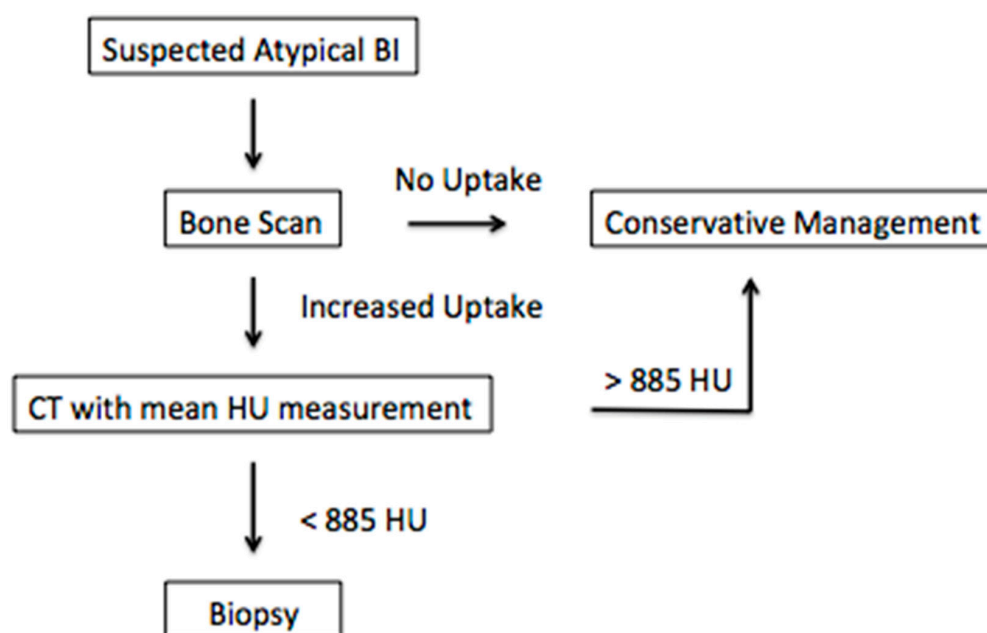 Suspected Atypical BI
No Uptake
Bone Scan
Conservative Management
Increased Uptake
> 885 HU
CT with mean HU measurement
< 885 HU
Biopsy